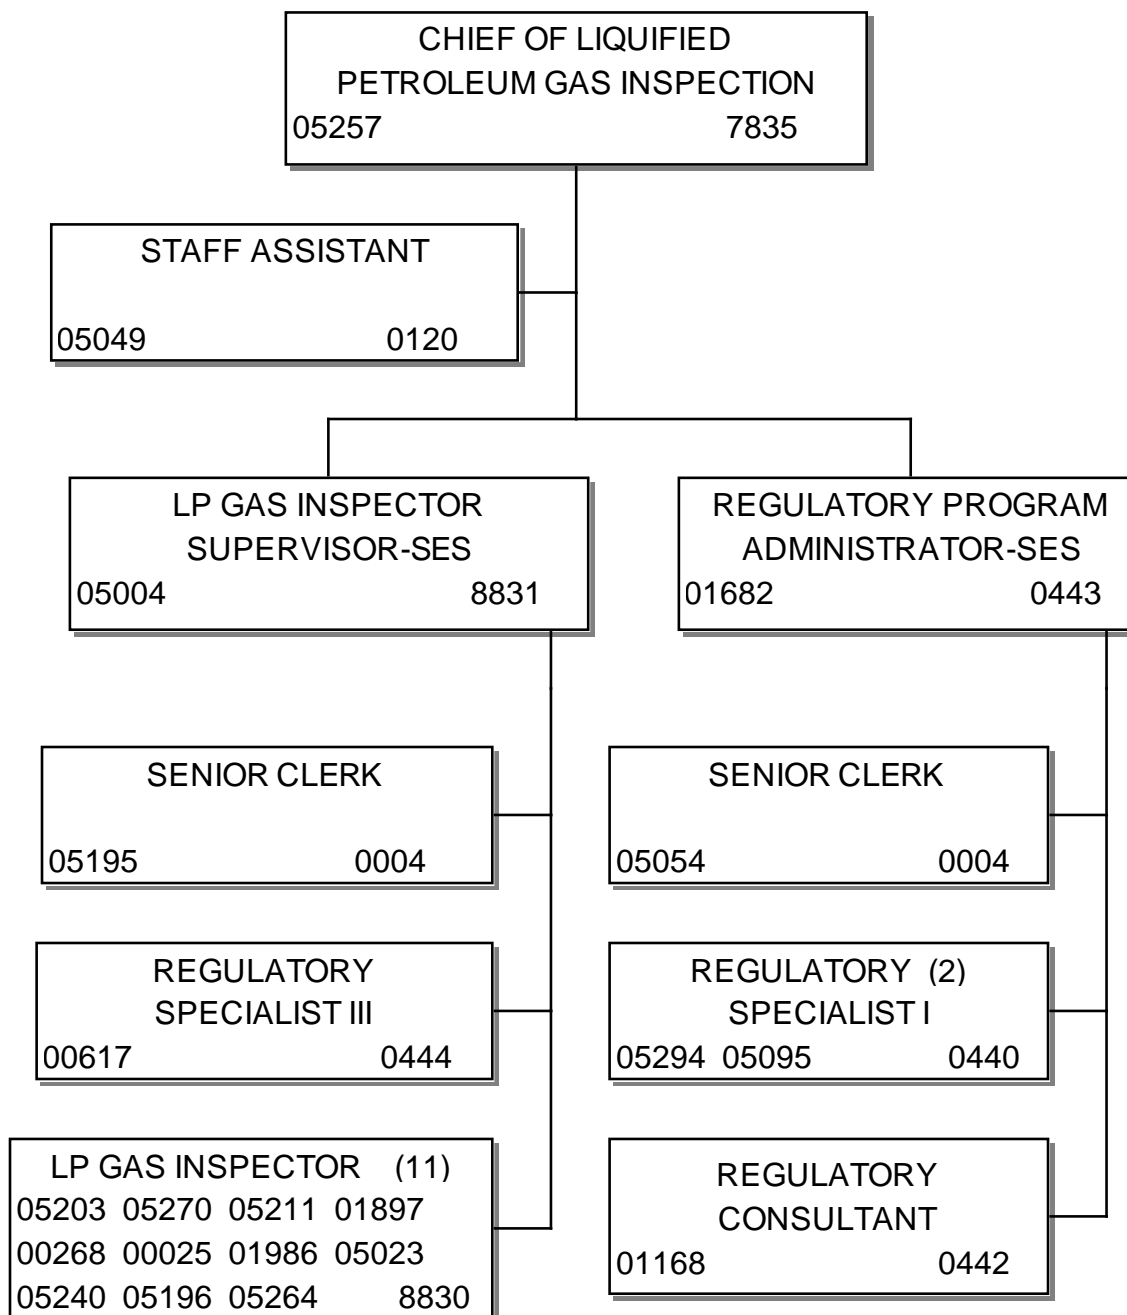 CHIEF OF LIQUIFIED
PETROLEUM GAS INSPECTION
05257 7835
STAFF ASSISTANT
05049 0120
LP GAS INSPECTOR
SUPERVISOR-SES
05004 8831
REGULATORY PROGRAM
ADMINISTRATOR-SES
01682 0443
SENIOR CLERK
05195 0004
REGULATORY
SPECIALIST III
00617 0444
LP GAS INSPECTOR (11)
05203 05270 05211 01897
00268 00025 01986 05023
05240 05196 05264 8830
SENIOR CLERK
05054 0004
REGULATORY (2)
SPECIALIST I
05294 05095 0440
REGULATORY
CONSULTANT
01168 0442